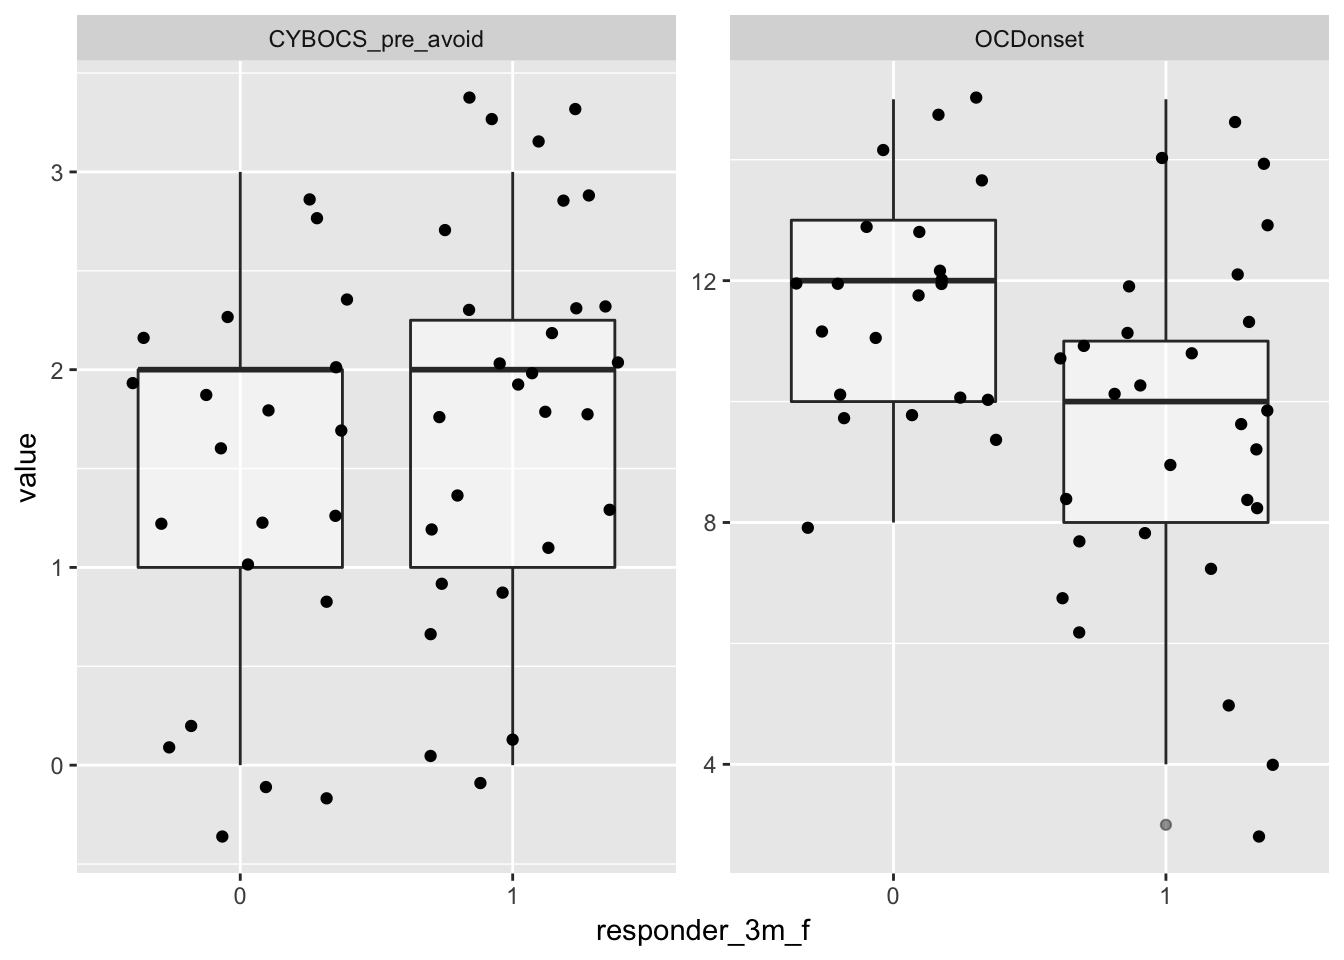 CYBOCS_pre_avoid
OCDonset
3
2
1
0
12
8
4
value
0
1
0
1
responder_3m_f